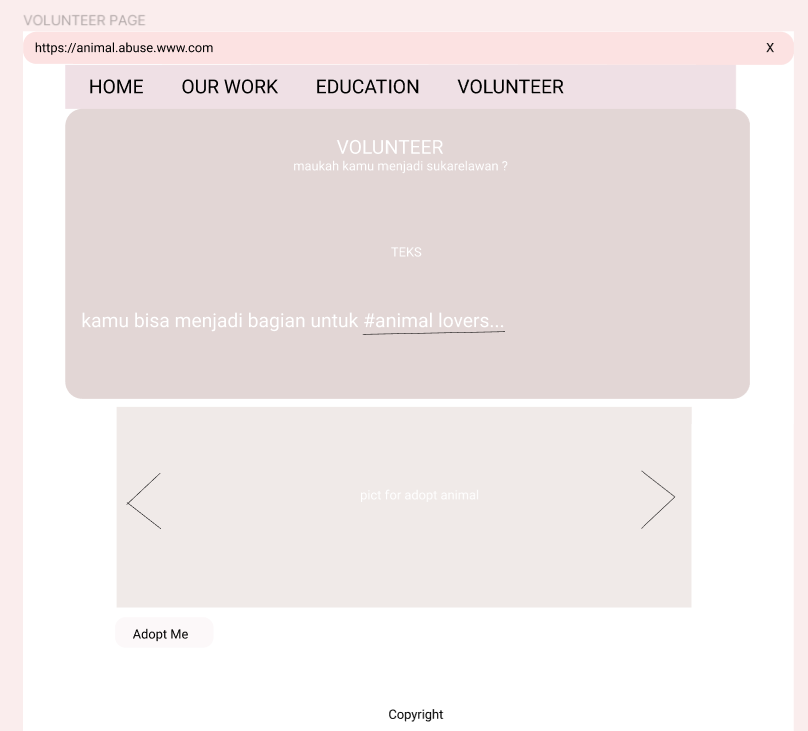 VOLUNTEER PAGE
https://animal.abuse.www.com X
HOME OUR WORK EDUCATION VOLUNTEER
VOLUNTEER
maukah kamu menjadi sukarelawan ?
TEKS
kamu bisa menjadi bagian untuk #animal lovers...
pict for adopt animal
Adopt Me
Copyright